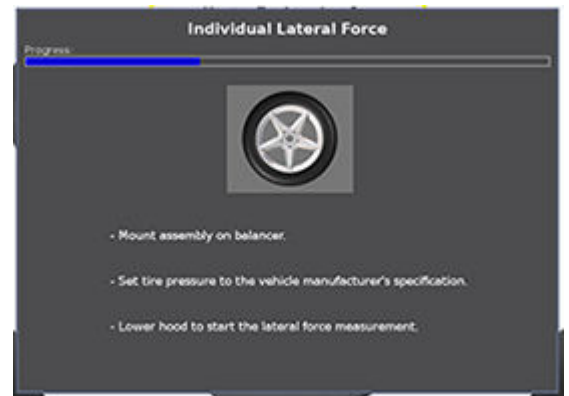 Individual Lateral Force
Progress:
- Mount assembly on balancer.
- Set tire pressure to the vehicle manufacturer's specification.
- Lower hood to start the lateral force measurement.